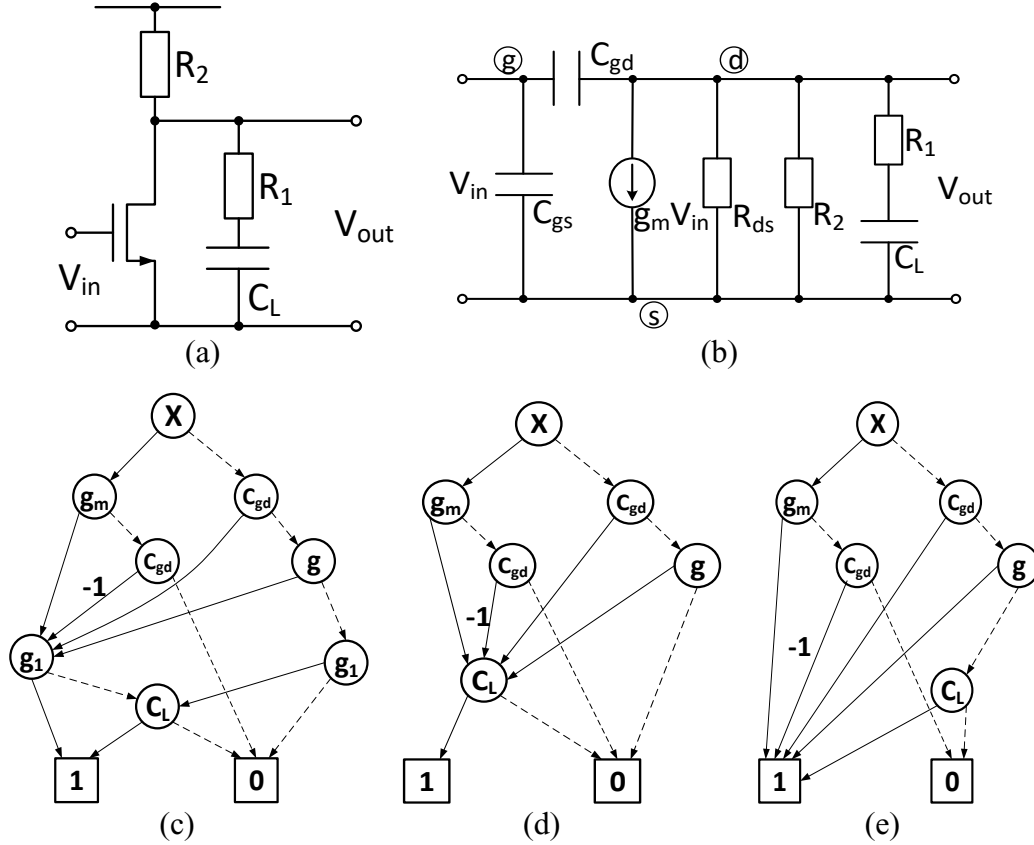 R2
R1
Vout
Vin
CL
(a)
g
Cgd
d
R1
Vin
Cgs
gmVin
Rds
R2
Vout
CL
s
(b)
X
gm
Cgd
Cgd
g
-1
g1
g1
CL
1
0
(c)
X
gm
Cgd
Cgd
g
-1
CL
1
0
(d)
X
gm
Cgd
Cgd
g
-1
CL
1
0
(e)